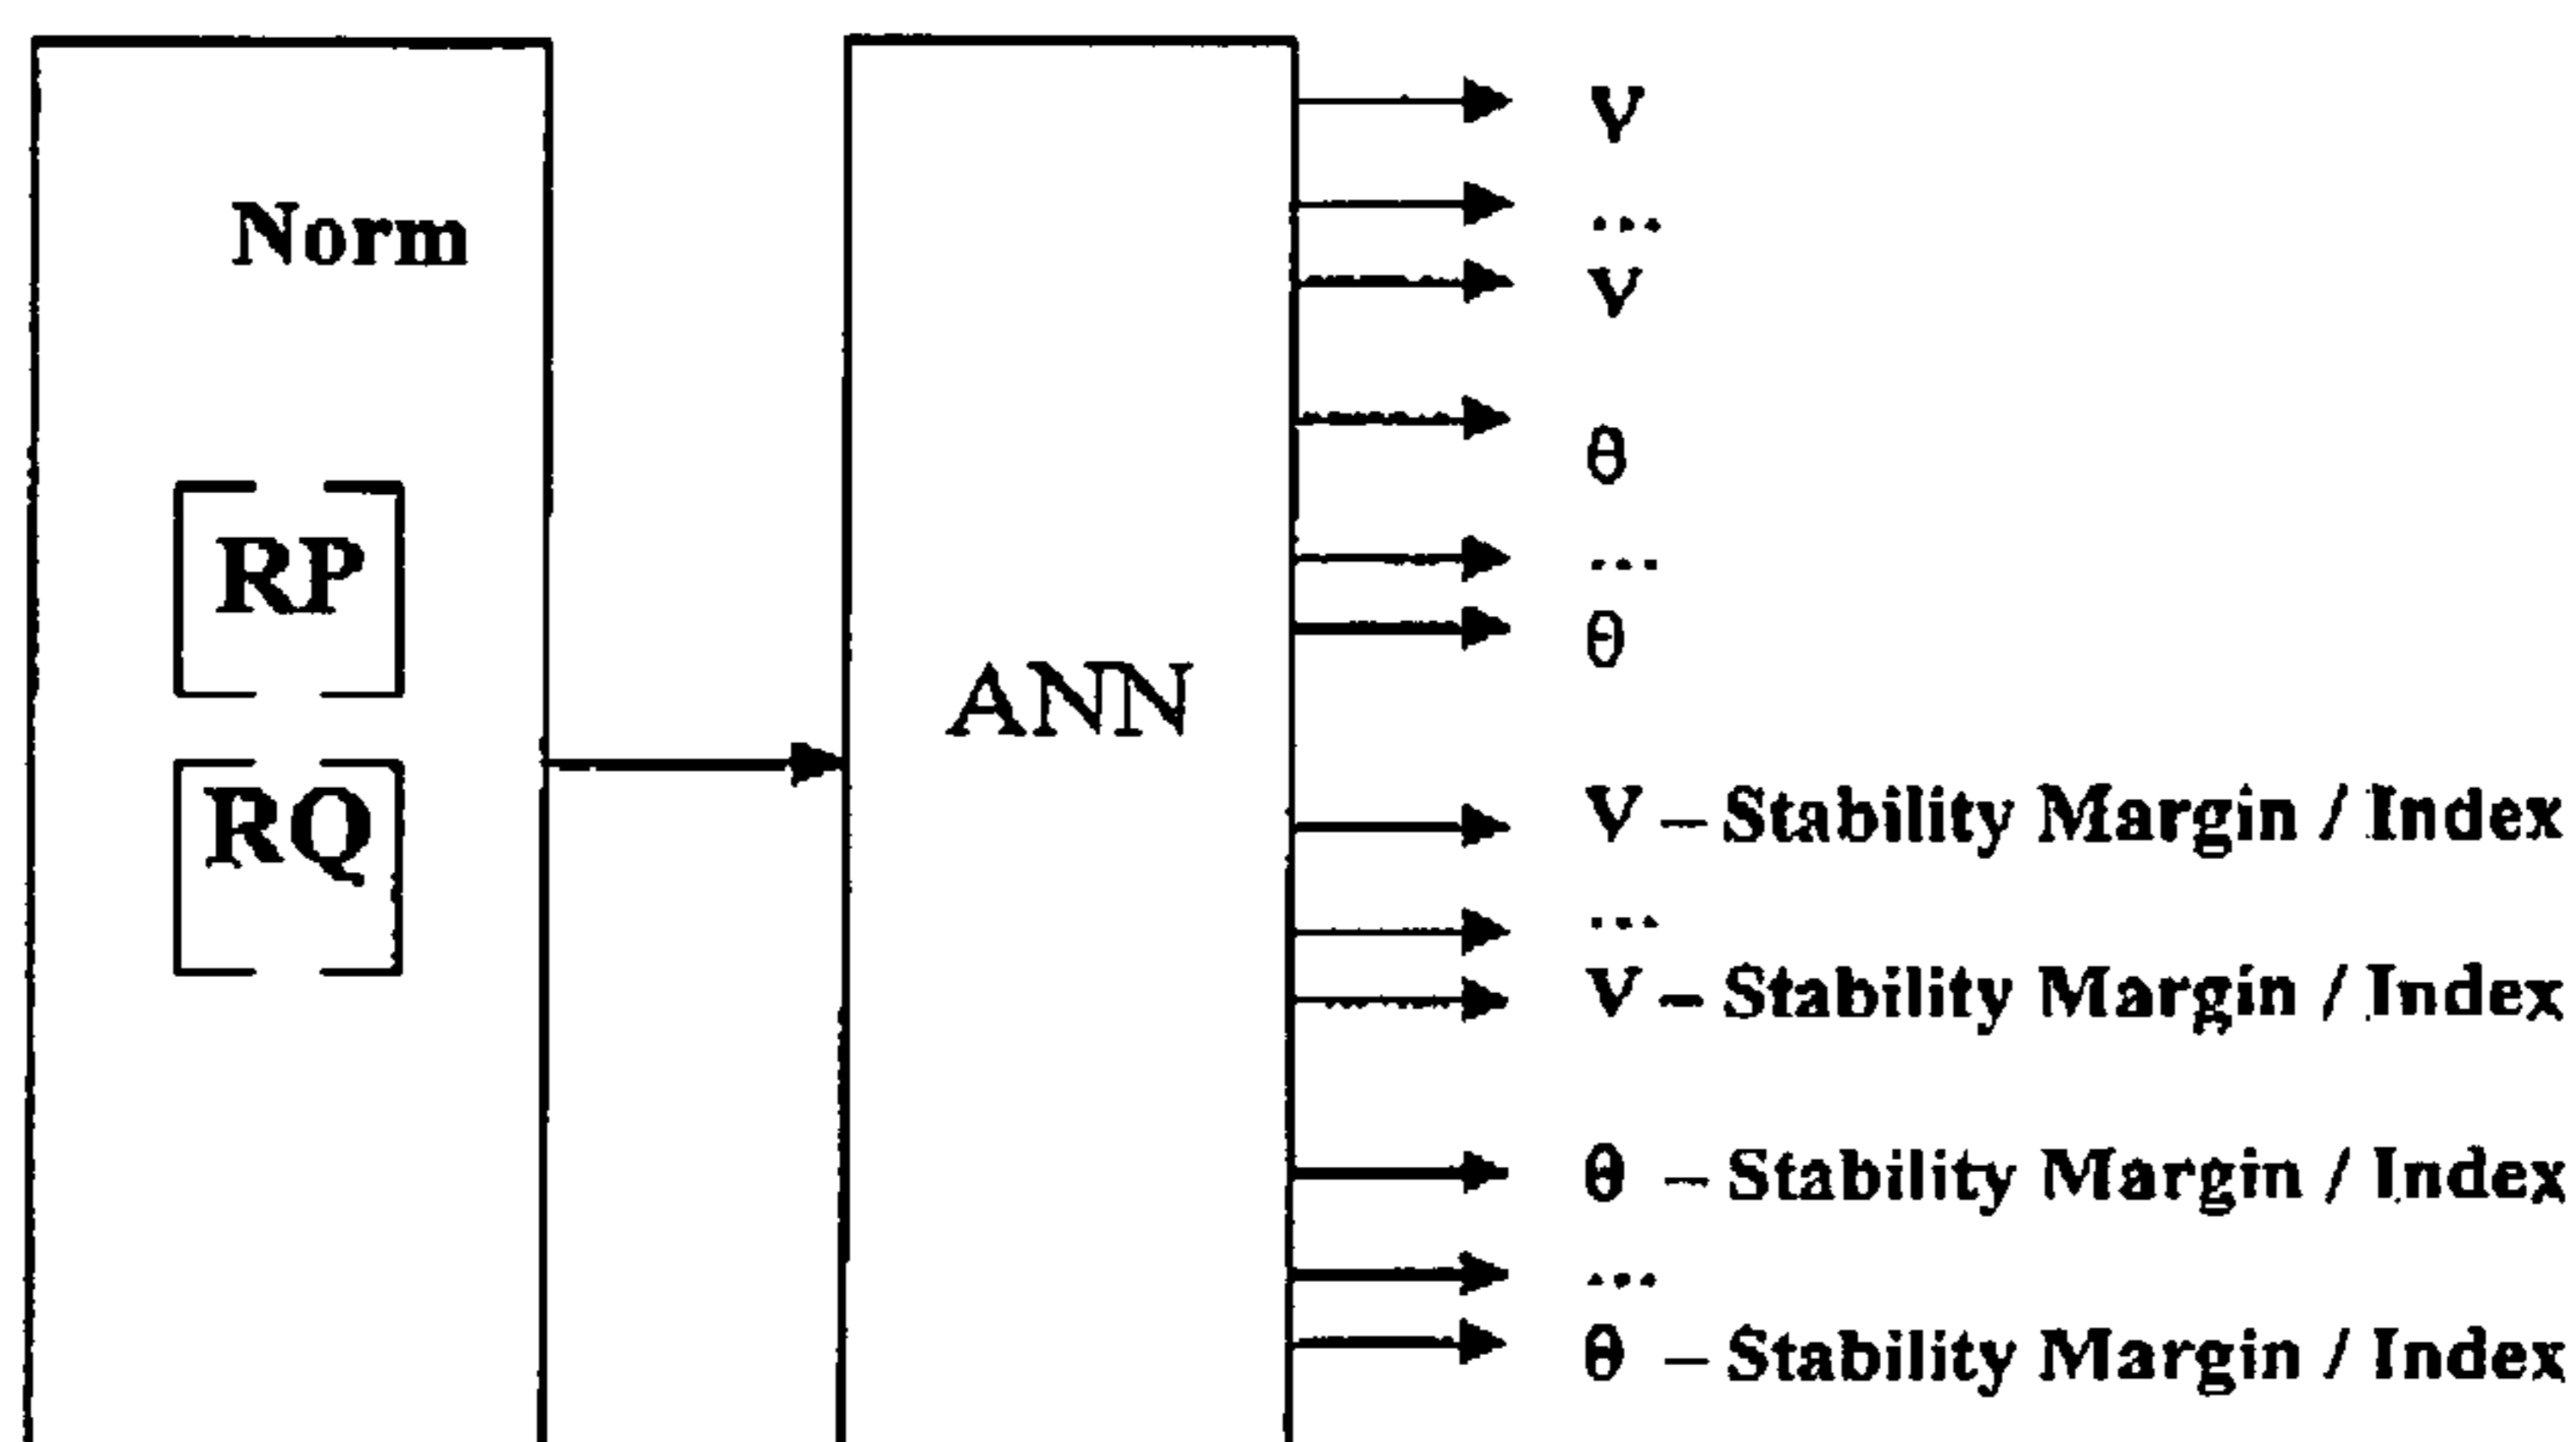 Norm
RP
RQ
ANN
V
...
V
θ
...
θ
V – Stability Margin / Index
...
V – Stability Margin / Index
θ – Stability Margin / Index
...
θ – Stability Margin / Index